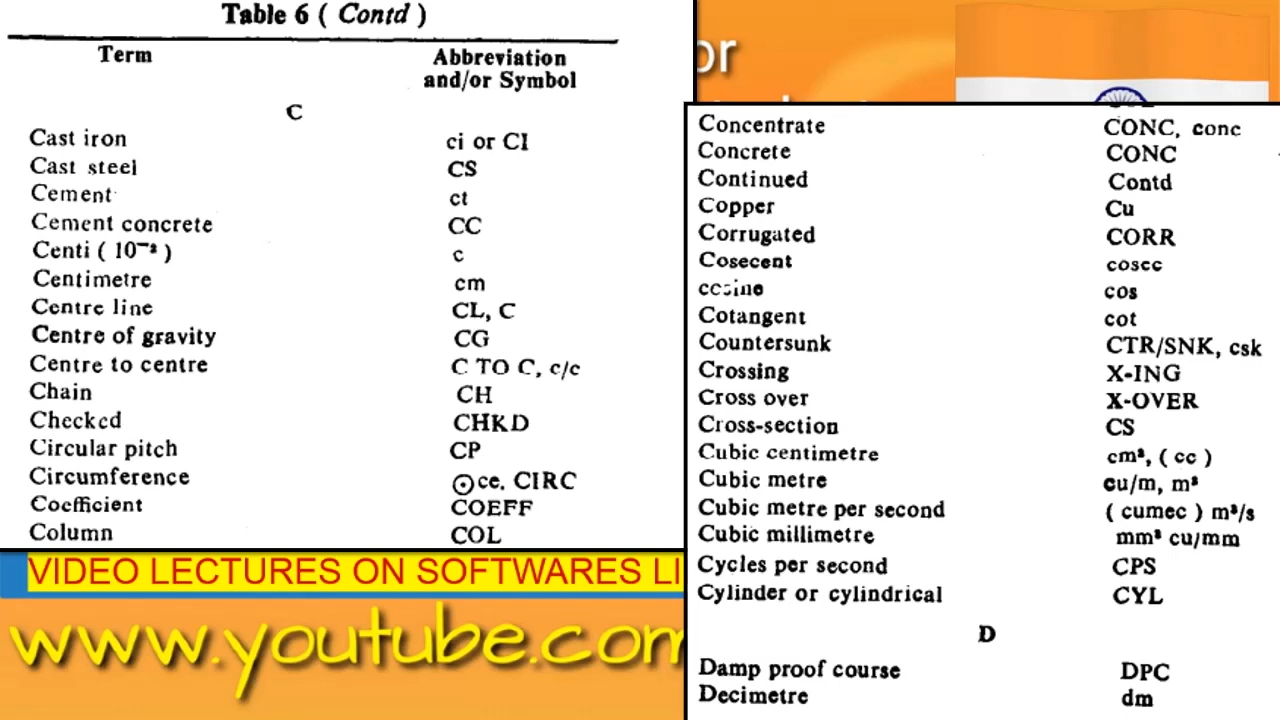 Table 6 ( Contd )
Term Abbreviation and/or Symbol
C
Cast iron ci or CI
Cast steel CS
Cement ct
Cement concrete CC
Centi ( 10⁻² ) c
Centimetre cm
Centre line CL, C
Centre of gravity CG
Centre to centre C TO C, c/c
Chain CH
Checked CHKD
Circular pitch CP
Circumference ⊙ce, CIRC
Coefficient COEFF
Column COL
VIDEO LECTURES ON SOFTWARES LI
www.youtube.com
or
Concentrate CONC, conc
Concrete CONC
Continued Contd
Copper Cu
Corrugated CORR
Cosecent cosec
cosine cos
Cotangent cot
Countersunk CTR/SNK, csk
Crossing X-ING
Cross over X-OVER
Cross-section CS
Cubic centimetre cm³, ( cc )
Cubic metre cu/m, m³
Cubic metre per second ( cumec ) m³/s
Cubic millimetre mm³ cu/mm
Cycles per second CPS
Cylinder or cylindrical CYL
D
Damp proof course DPC
Decimetre dm